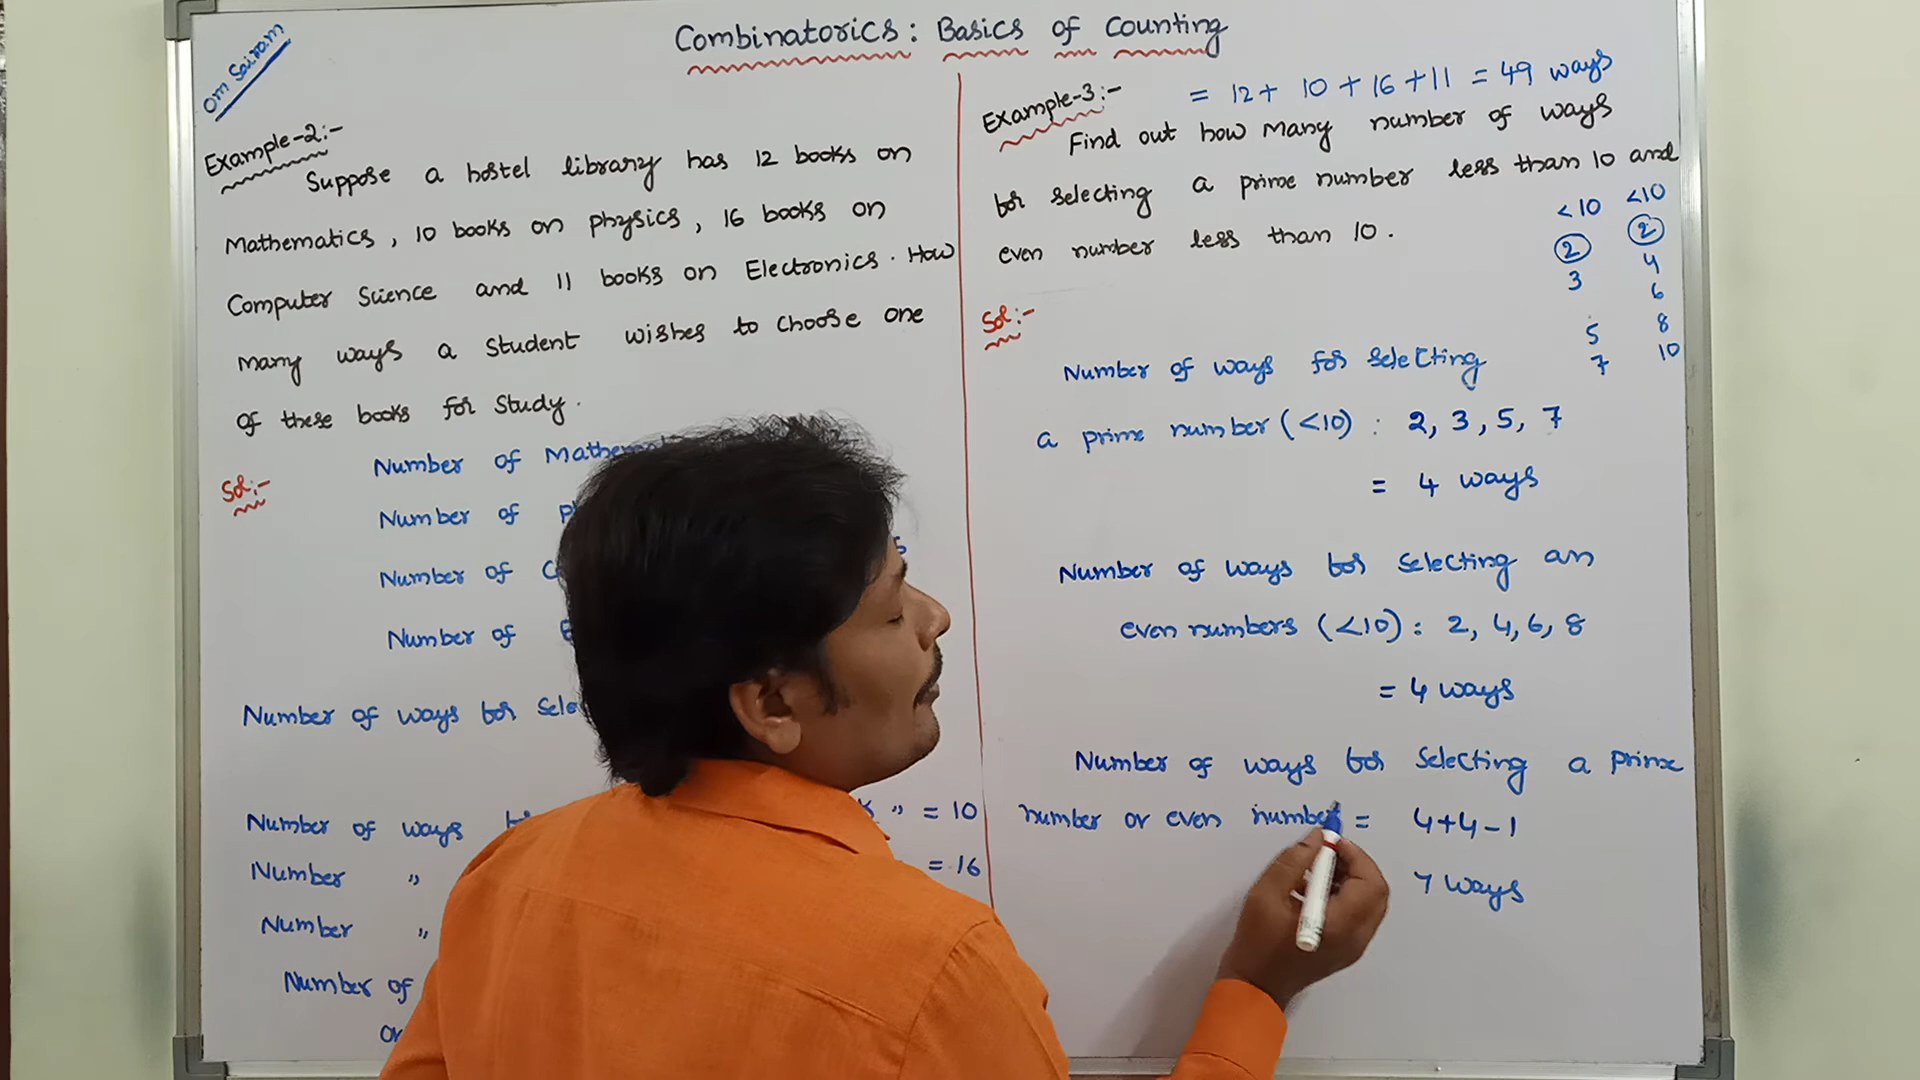 Om Sairam
Combinatorics: Basics of Counting
Example-2:-
Suppose a hostel library has 12 books on
Mathematics, 10 books on physics, 16 books on
Computer Science and 11 books on Electronics. How
many ways a student wishes to choose one
of these books for study.
Sol:-
Number of Mathema
Number of P
Number of C
Number of E
Number of ways for Sele
Number of ways
" = 10
Number "
= 16
Number "
Number of
or
Example-3:-
= 12+ 10 + 16 + 11 = 49 ways
Find out how many number of ways
for selecting a prime number less than 10 and
even number less than 10.
<10 <10
2 2
3 4
6
5 8
7 10
Sol:-
Number of ways for selecting
a prime number (<10) : 2, 3, 5, 7
= 4 ways
Number of ways for selecting an
even numbers (<10) : 2, 4, 6, 8
= 4 ways
Number of ways for selecting a prime
number or even number = 4+4-1
7 ways